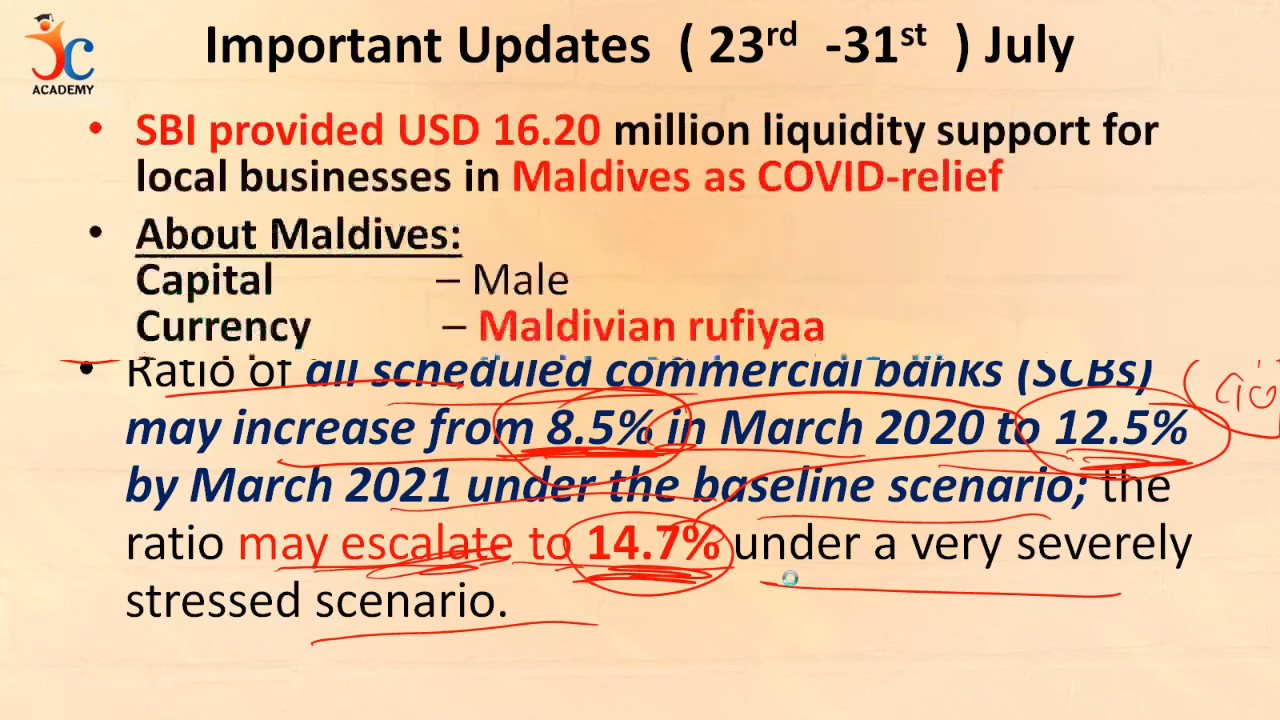 JC
ACADEMY
Important Updates ( 23rd -31st ) July
• SBI provided USD 16.20 million liquidity support for
local businesses in Maldives as COVID-relief
• About Maldives:
Capital – Male
Currency – Maldivian rufiyaa
• Ratio of all scheduled commercial banks (SCBs)
may increase from 8.5% in March 2020 to 12.5%
by March 2021 under the baseline scenario; the
ratio may escalate to 14.7% under a very severely
stressed scenario.